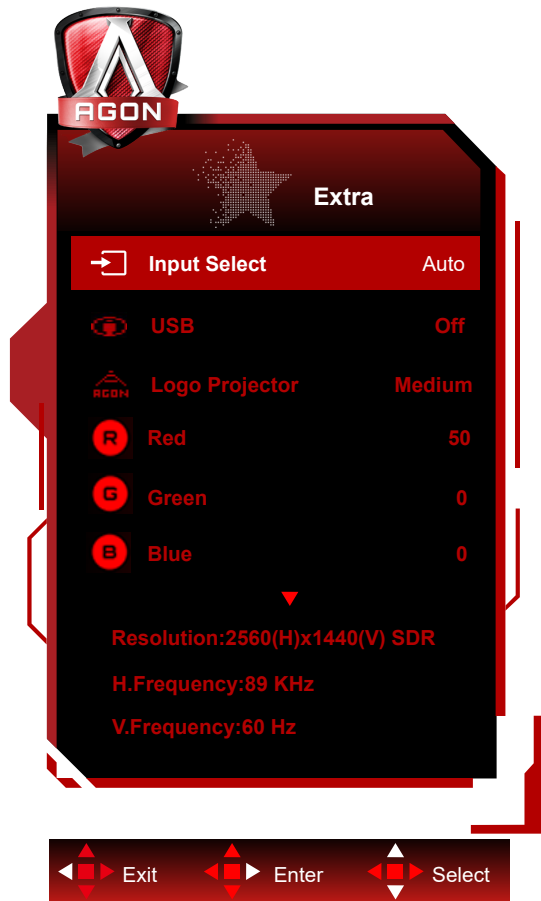 AGON
Extra
Input Select Auto
USB Off
AGON Logo Projector Medium
R Red 50
G Green 0
B Blue 0
Resolution:2560(H)x1440(V) SDR
H.Frequency:89 KHz
V.Frequency:60 Hz
Exit Enter Select